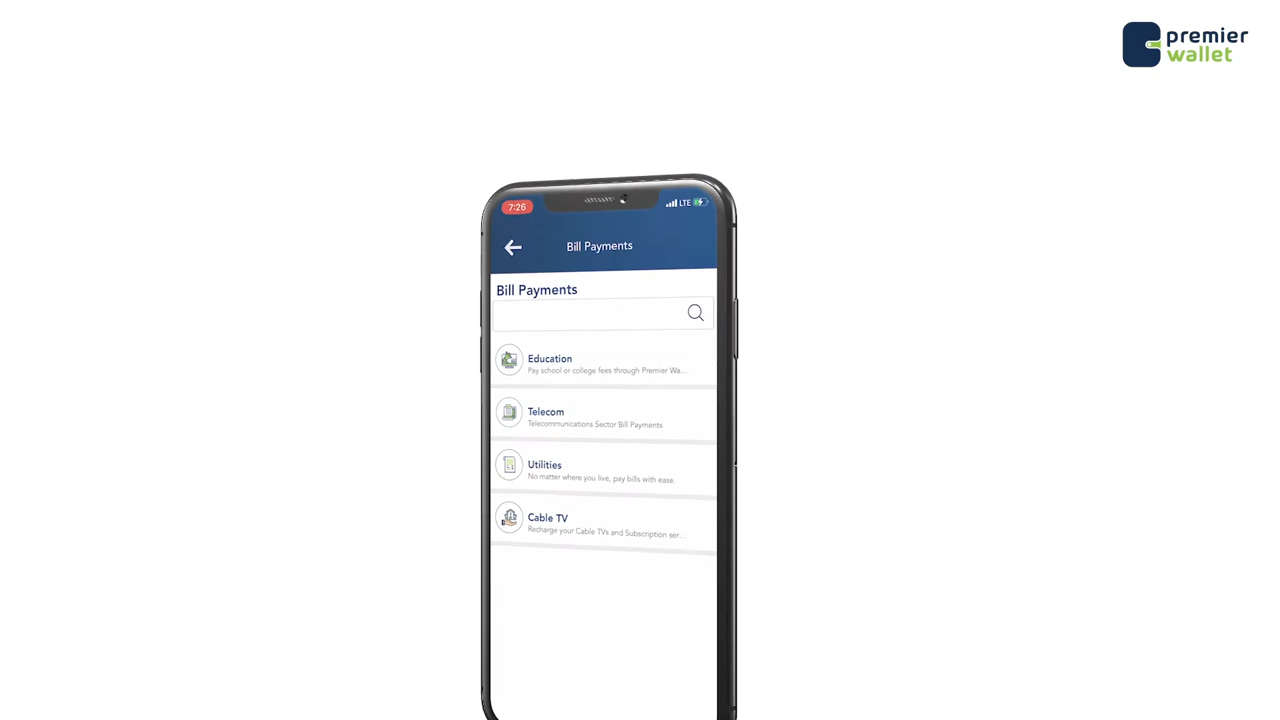 premier
wallet
7:26
LTE
Bill Payments
Bill Payments
Education
Pay school or college fees through Premier Wa...
Telecom
Telecommunications Sector Bill Payments
Utilities
No matter where you live, pay bills with ease.
Cable TV
Recharge your Cable TVs and Subscription ser...